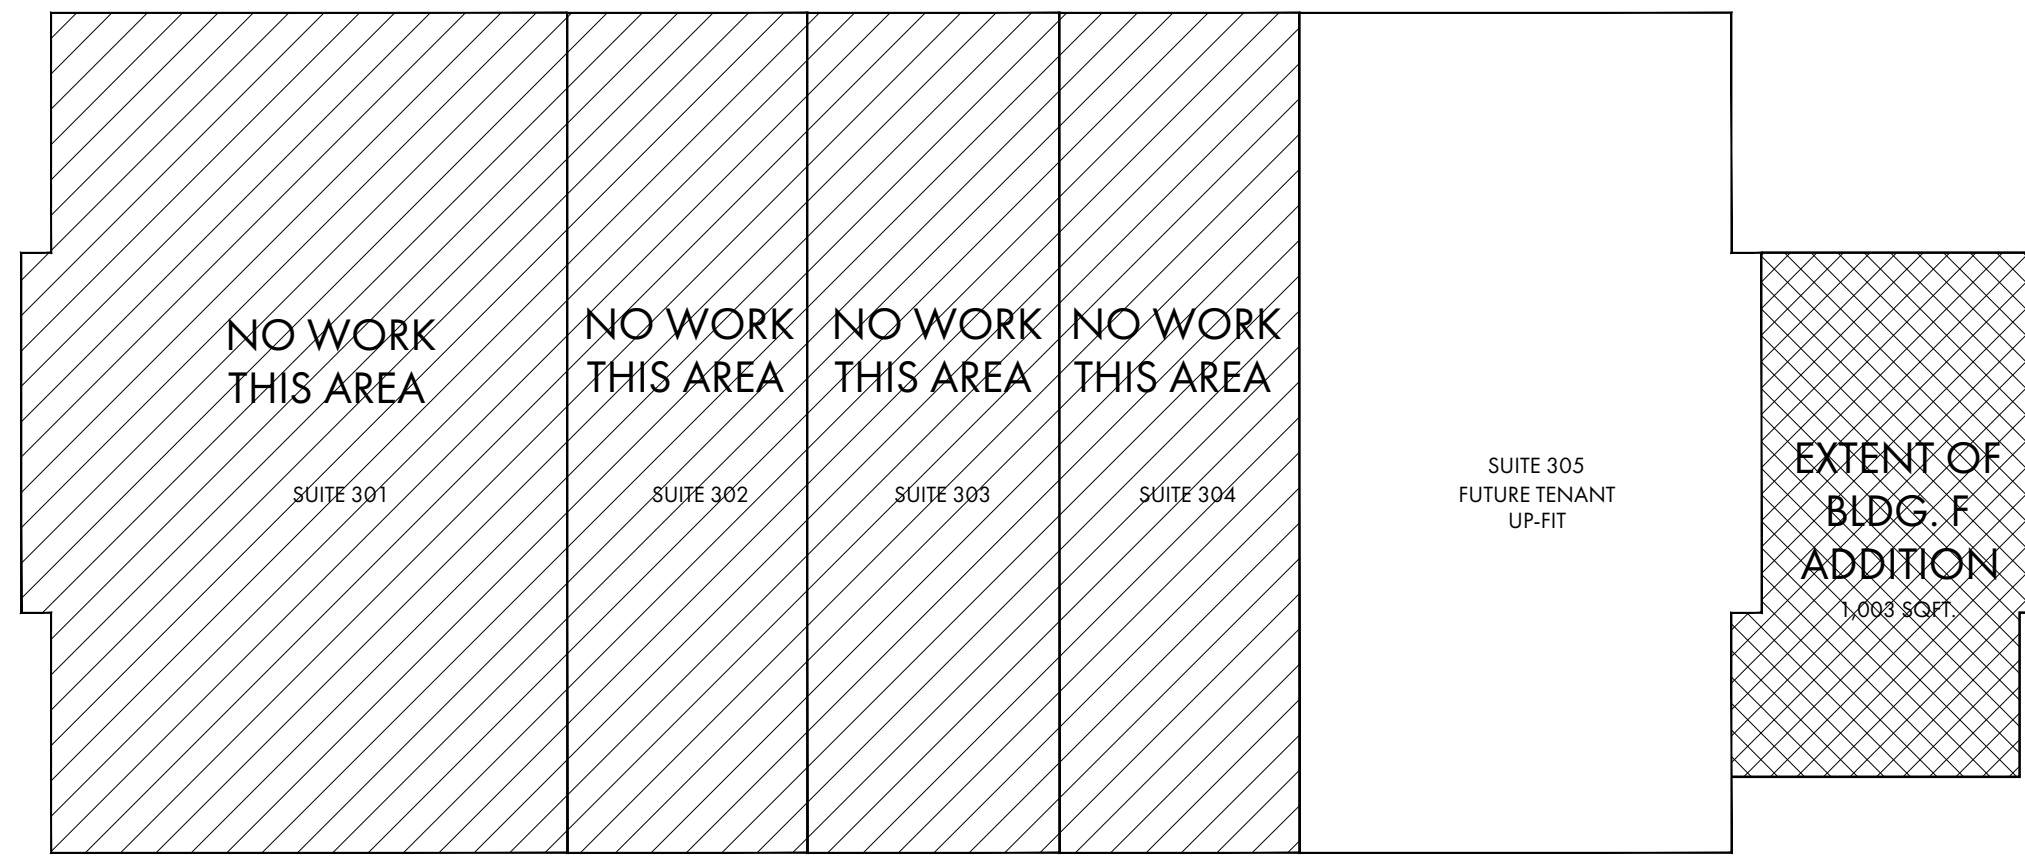 NO WORK
THIS AREA
SUITE 301
NO WORK
THIS AREA
SUITE 302
NO WORK
THIS AREA
SUITE 303
NO WORK
THIS AREA
SUITE 304
SUITE 305
FUTURE TENANT
UP-FIT
EXTENT OF
BLDG. F
ADDITION
1,003 SQFT.